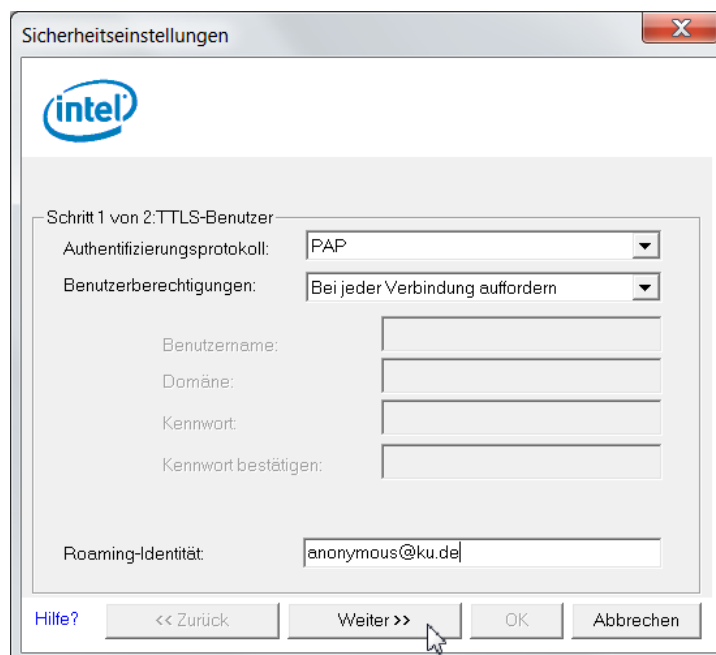 Sicherheitseinstellungen
intel
Schritt 1 von 2:TTLS-Benutzer
Authentifizierungsprotokoll: PAP
Benutzerberechtigungen: Bei jeder Verbindung auffordern
Benutzername:
Domäne:
Kennwort:
Kennwort bestätigen:
Roaming-Identität: anonymous@ku.de
Hilfe? << Zurück Weiter >> OK Abbrechen